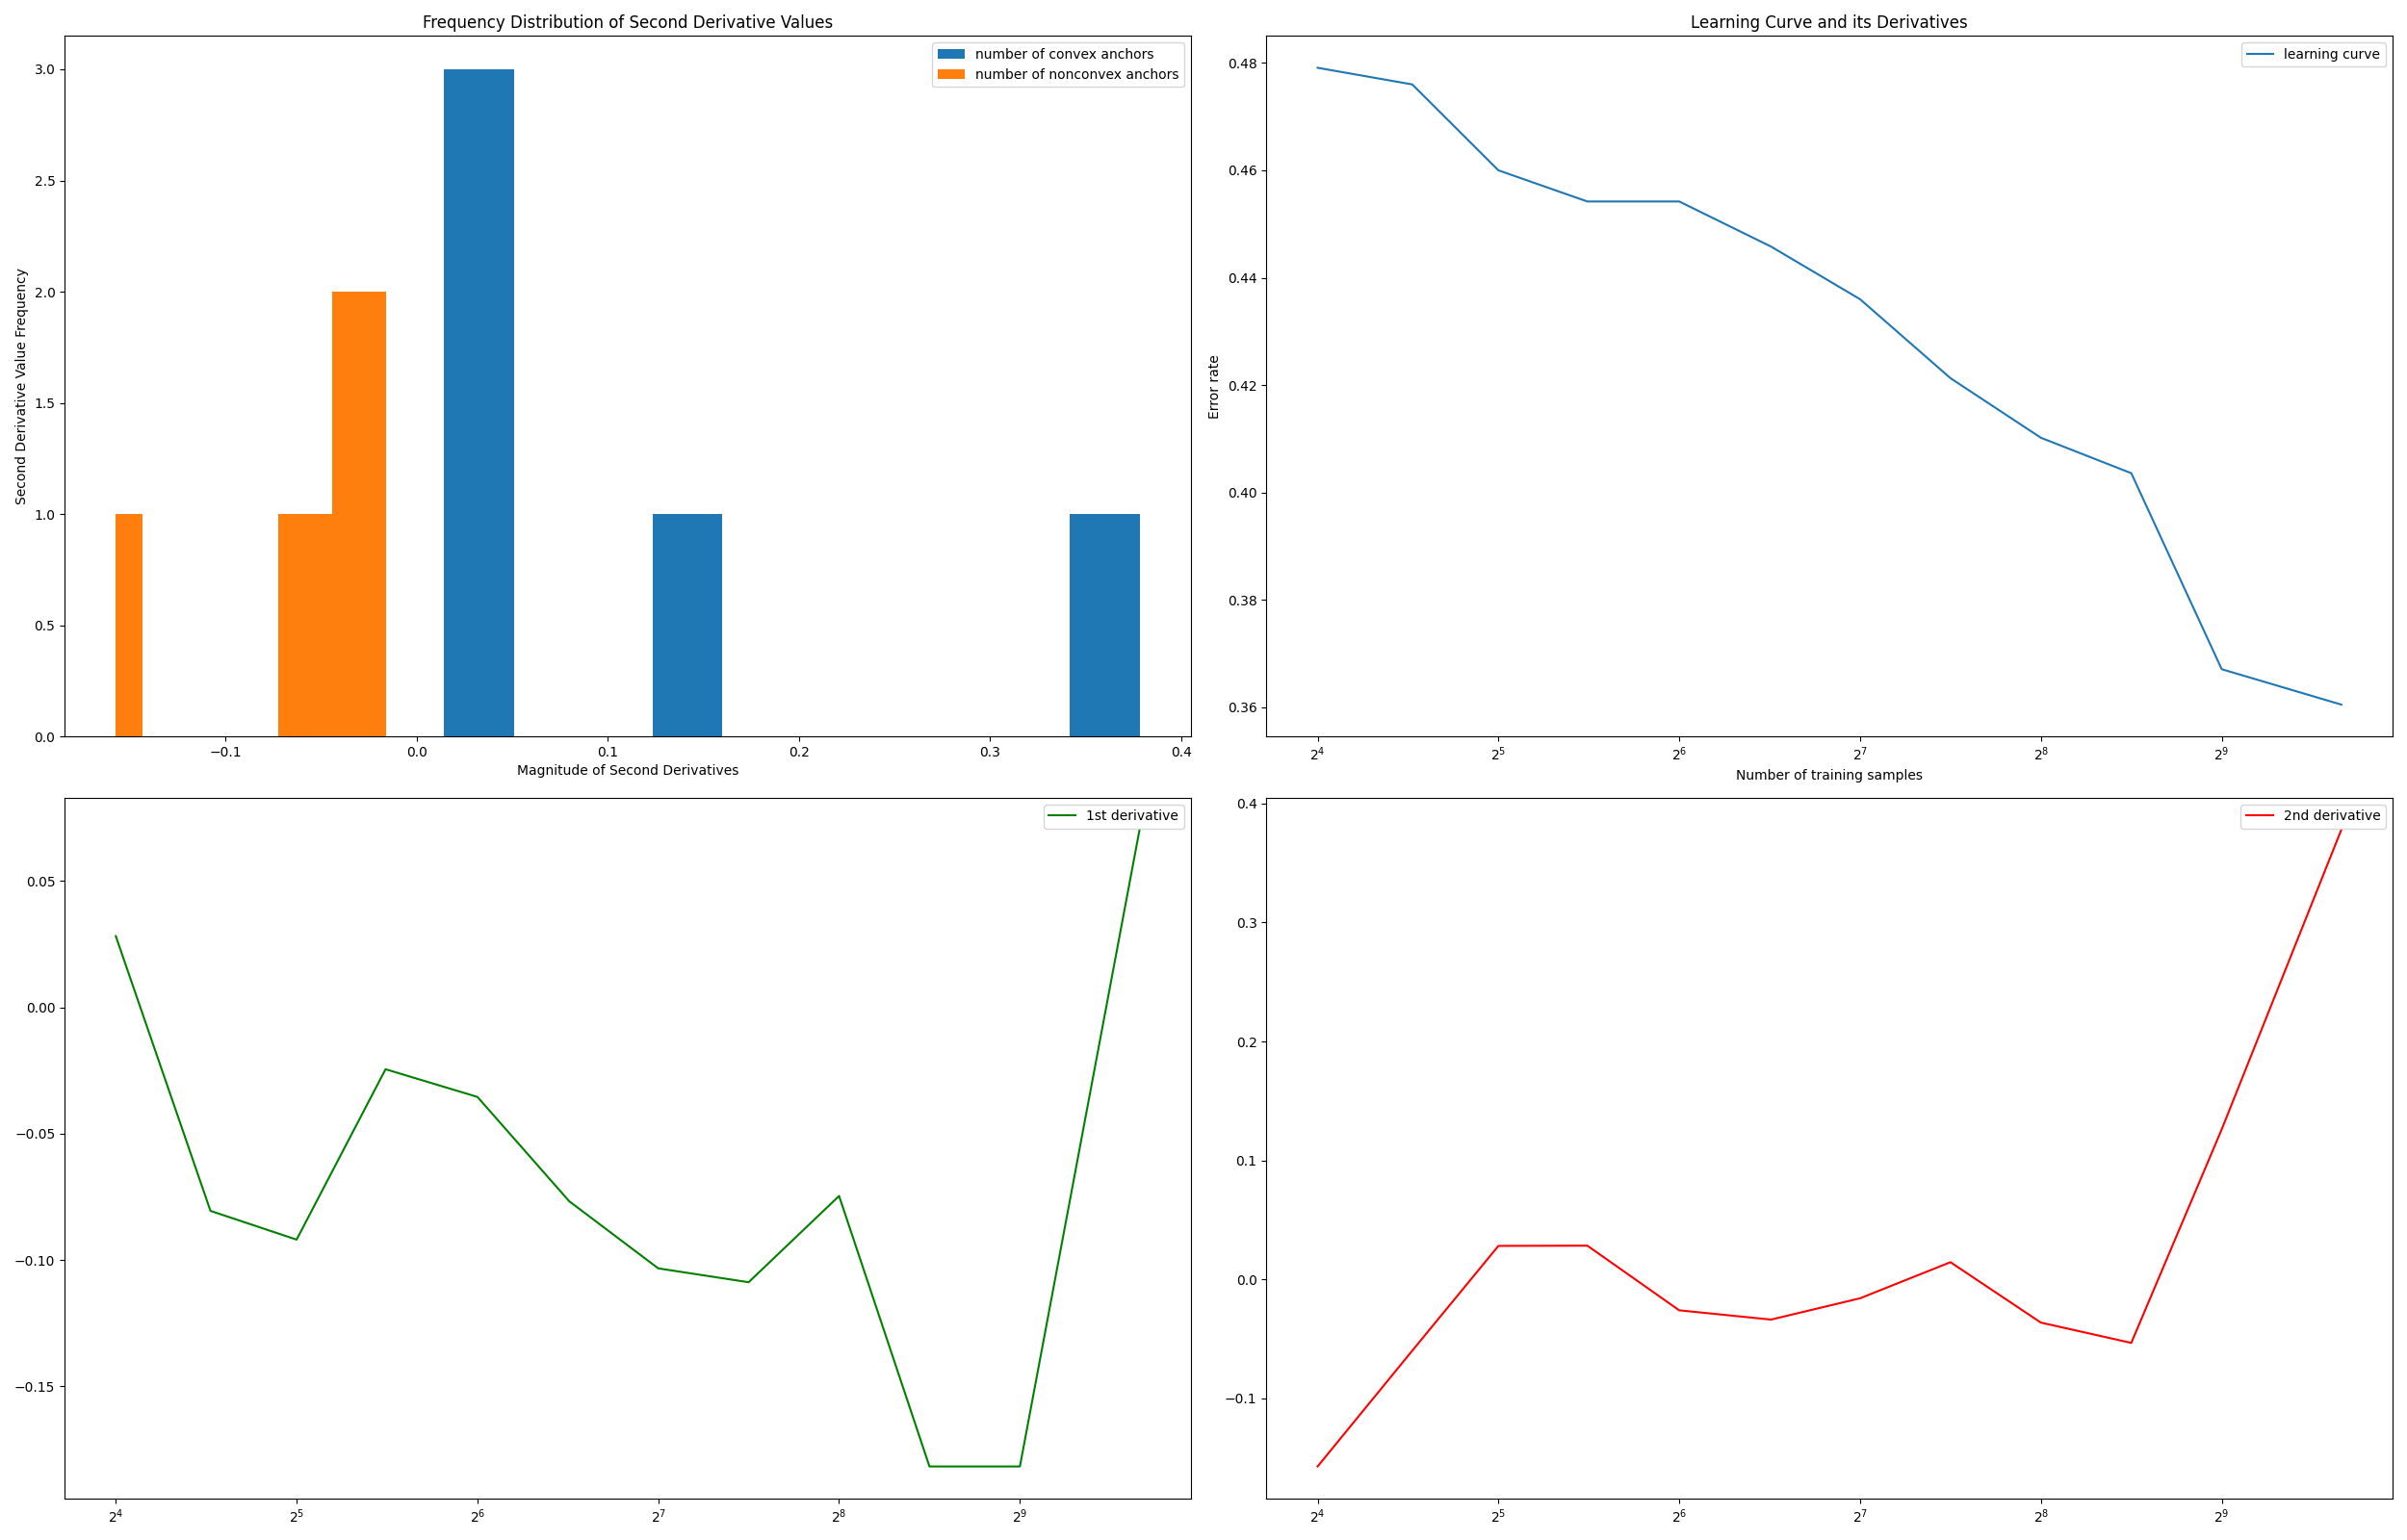 Frequency Distribution of Second Derivative Values
number of convex anchors
number of nonconvex anchors
3.0
2.5
2.0
1.5
1.0
0.5
0.0
Second Derivative Value Frequency
−0.1 0.0 0.1 0.2 0.3 0.4
Magnitude of Second Derivatives
Learning Curve and its Derivatives
learning curve
0.48
0.46
0.44
0.42
0.40
0.38
0.36
Error rate
2⁴ 2⁵ 2⁶ 2⁷ 2⁸ 2⁹
Number of training samples
1st derivative
0.05
0.00
−0.05
−0.10
−0.15
2⁴ 2⁵ 2⁶ 2⁷ 2⁸ 2⁹
2nd derivative
0.4
0.3
0.2
0.1
0.0
−0.1
2⁴ 2⁵ 2⁶ 2⁷ 2⁸ 2⁹